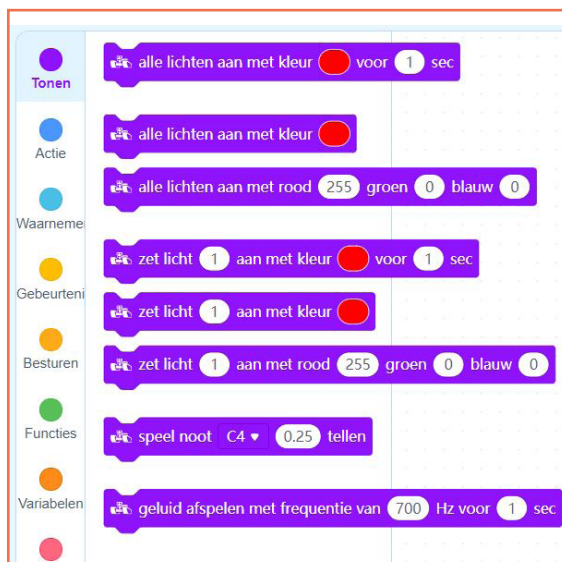 Tonen
Actie
Waarnemen
Gebeurteni
Besturen
Functies
Variabelen
alle lichten aan met kleur voor 1 sec
alle lichten aan met kleur
alle lichten aan met rood 255 groen 0 blauw 0
zet licht 1 aan met kleur voor 1 sec
zet licht 1 aan met kleur
zet licht 1 aan met rood 255 groen 0 blauw 0
speel noot C4 0.25 tellen
geluid afspelen met frequentie van 700 Hz voor 1 sec